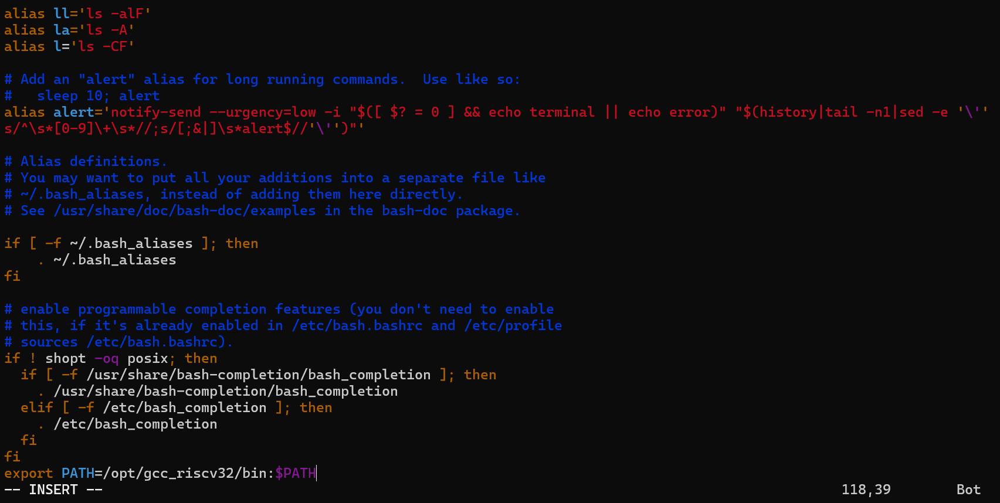 alias ll='ls -alF'
alias la='ls -A'
alias l='ls -CF'

# Add an "alert" alias for long running commands.  Use like so:
#   sleep 10; alert
alias alert='notify-send --urgency=low -i "$([ $? = 0 ] && echo terminal || echo error)" "$(history|tail -n1|sed -e '\''
s/^\s*[0-9]\+\s*//;s/[;&|]\s*alert$//'\'')"'

# Alias definitions.
# You may want to put all your additions into a separate file like
# ~/.bash_aliases, instead of adding them here directly.
# See /usr/share/doc/bash-doc/examples in the bash-doc package.

if [ -f ~/.bash_aliases ]; then
    . ~/.bash_aliases
fi

# enable programmable completion features (you don't need to enable
# this, if it's already enabled in /etc/bash.bashrc and /etc/profile
# sources /etc/bash.bashrc).
if ! shopt -oq posix; then
  if [ -f /usr/share/bash-completion/bash_completion ]; then
    . /usr/share/bash-completion/bash_completion
  elif [ -f /etc/bash_completion ]; then
    . /etc/bash_completion
  fi
fi
export PATH=/opt/gcc_riscv32/bin:$PATH
-- INSERT --                                                                                          118,39        Bot